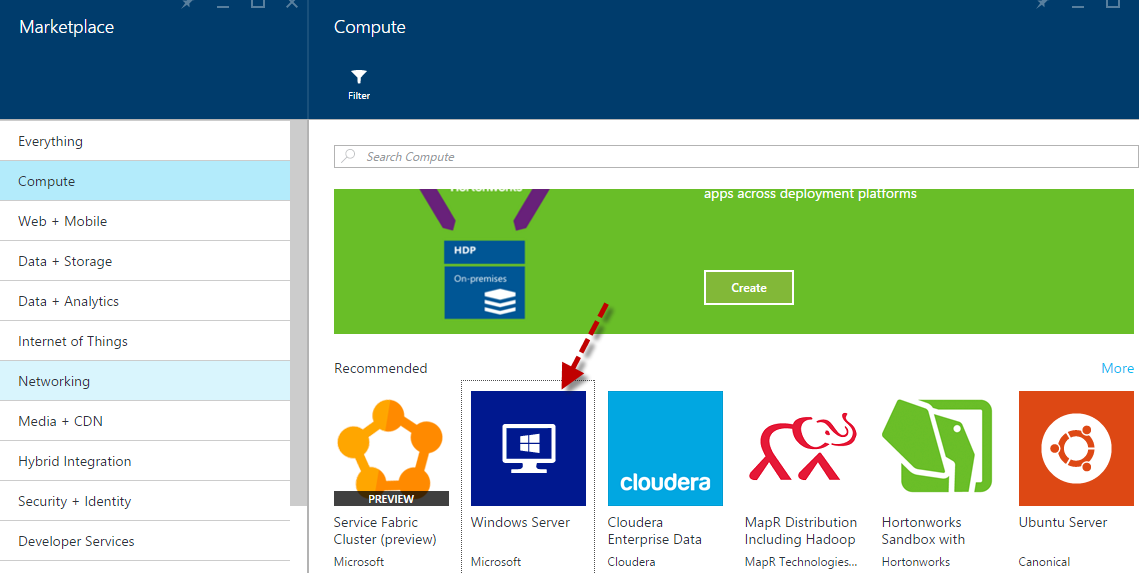 Marketplace
Compute
Filter
Everything
Compute
Web + Mobile
Data + Storage
Data + Analytics
Internet of Things
Networking
Media + CDN
Hybrid Integration
Security + Identity
Developer Services
Search Compute
apps across deployment platforms
HDP
On-premises
Create
Recommended
More
PREVIEW
cloudera
Service Fabric
Cluster (preview)
Microsoft
Windows Server
Microsoft
Cloudera
Enterprise Data
Cloudera
MapR Distribution
Including Hadoop
MapR Technologies...
Hortonworks
Sandbox with
Hortonworks
Ubuntu Server
Canonical